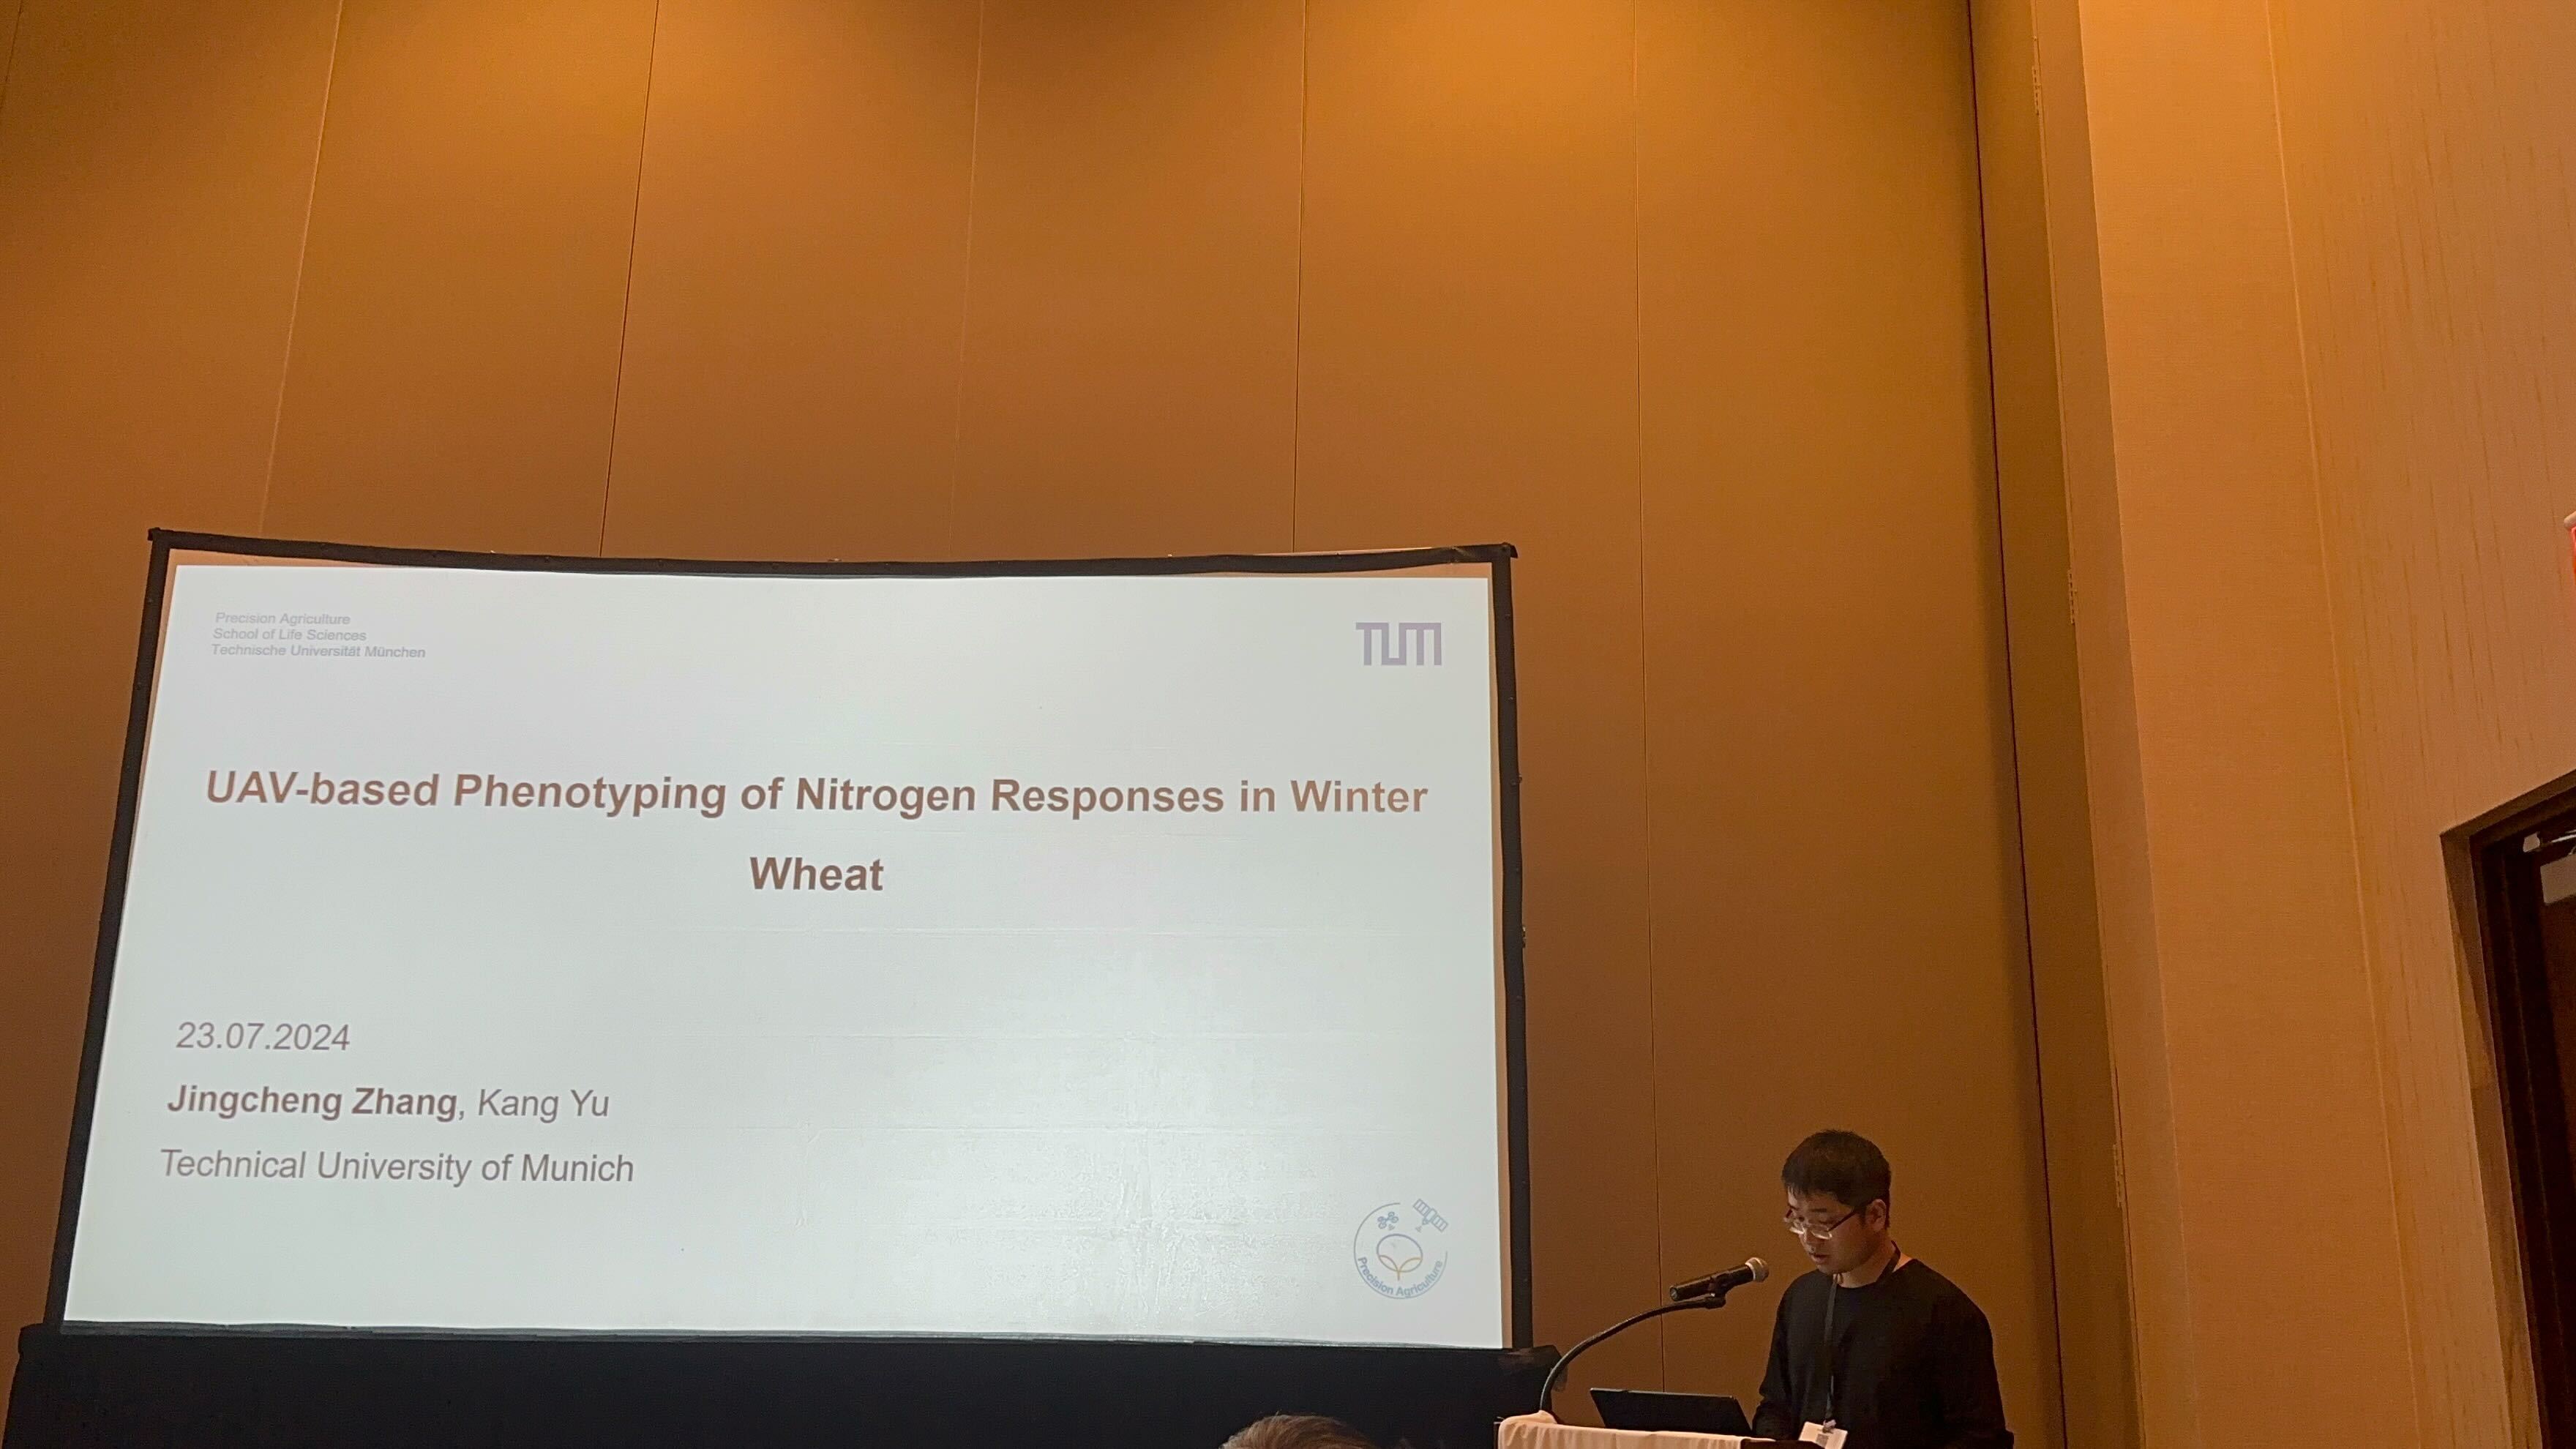 Precision Agriculture
School of Life Sciences
Technische Universität München
TUM
UAV-based Phenotyping of Nitrogen Responses in Winter
Wheat
23.07.2024
Jingcheng Zhang, Kang Yu
Technical University of Munich
Precision Agriculture